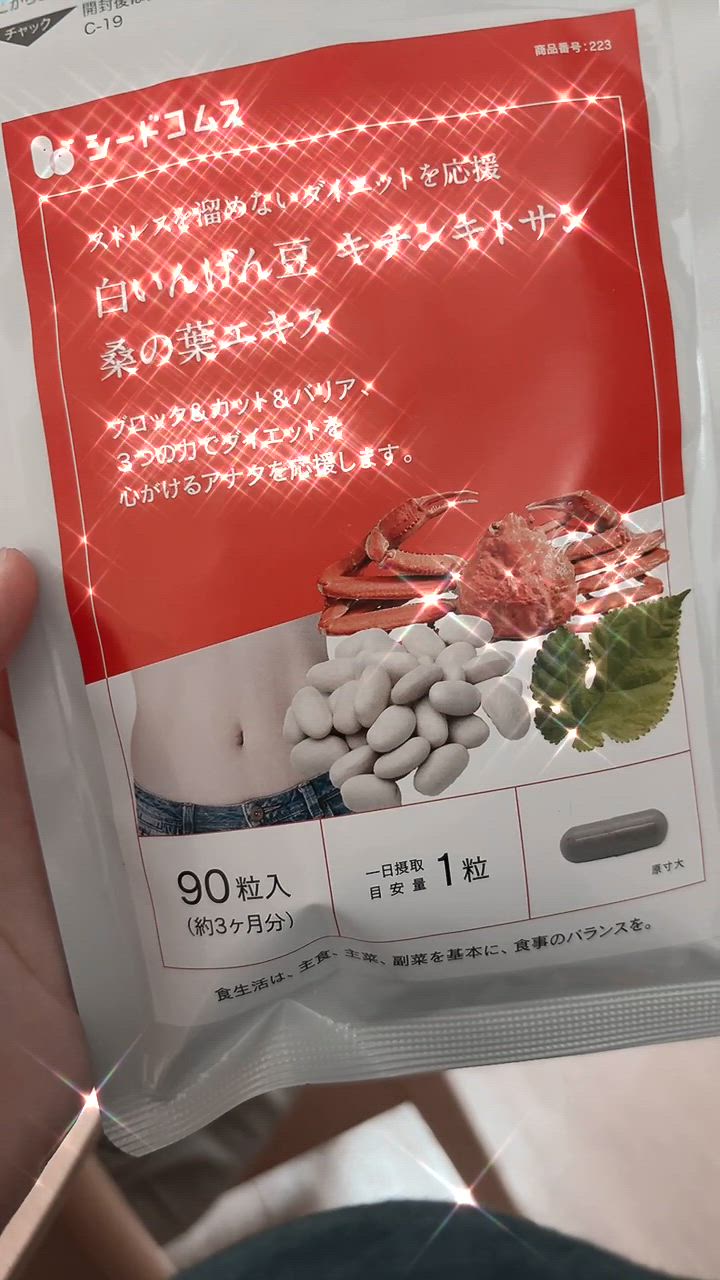 チャック
C-19
商品番号:223
シードコムス
ストレスを溜めないダイエットを応援
白いんげん豆 キチンキトサン
桑の葉エキス
ブロック&カット&バリア、
3つの力でダイエットを
心がけるアナタを応援します。
90粒入
(約3ヶ月分)
一日摂取
目安量
1粒
原寸大
食生活は、主食、主菜、副菜を基本に、食事のバランスを。